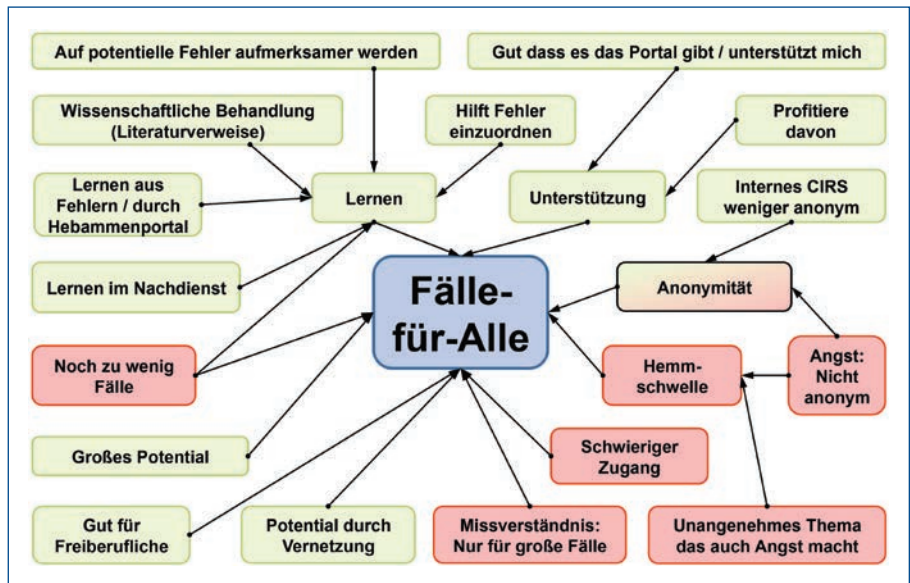 Auf potentielle Fehler aufmerksamer werden
Gut dass es das Portal gibt / unterstützt mich
Wissenschaftliche Behandlung
(Literaturverweise)
Hilft Fehler
einzuordnen
Profitiere
davon
Lernen aus
Fehlern / durch
Hebammenportal
Lernen
Unterstützung
Internes CIRS
weniger anonym
Lernen im Nachdienst
Fälle-
für-Alle
Anonymität
Noch zu wenig
Fälle
Hemm-
schwelle
Angst:
Nicht
anonym
Großes Potential
Schwieriger
Zugang
Gut für
Freiberufliche
Potential durch
Vernetzung
Missverständnis:
Nur für große Fälle
Unangenehmes Thema
das auch Angst macht